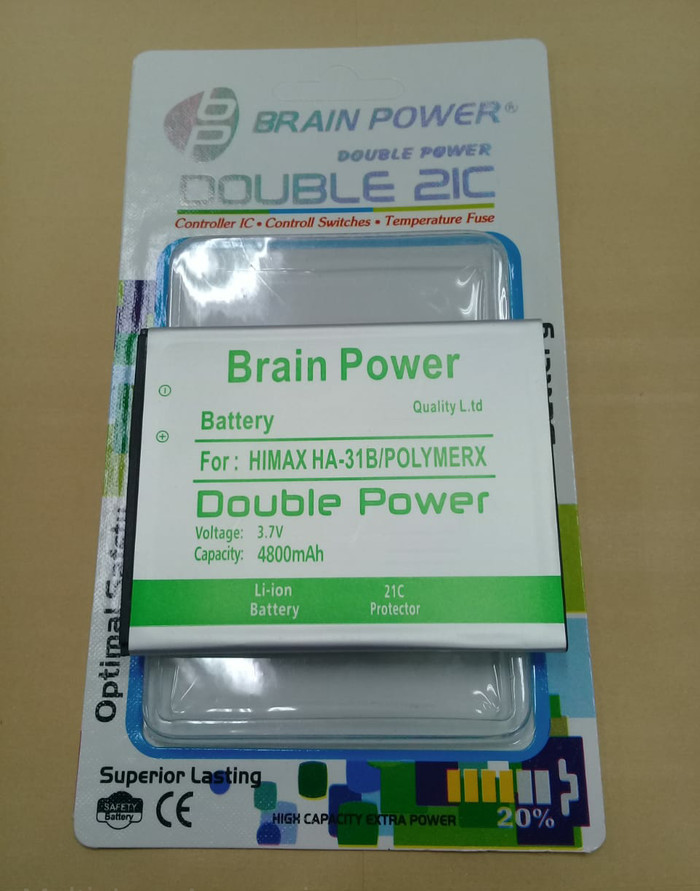 BRAIN POWER®
DOUBLE POWER
DOUBLE 21C
Controller IC • Controll Switches • Temperature Fuse
Brain Power
Quality L.td
Battery
For : HIMAX HA-31B/POLYMERX
Double Power
Voltage: 3.7V
Capacity: 4800mAh
Li-ion
Battery
21C
Protector
Optimal Safety
Superior Lasting
SAFETY
Battery
CE
HIGH CAPACITY EXTRA POWER
20%